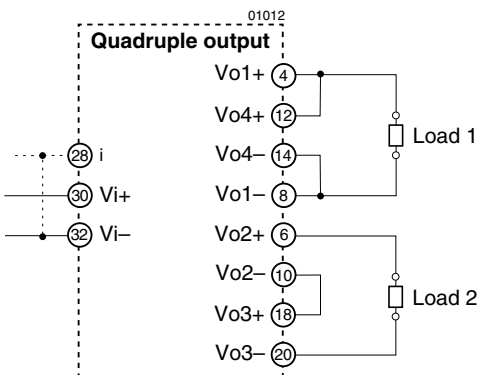 01012
Quadruple output
Vo1+ 4
Vo4+ 12
Load 1
28 i
Vo4– 14
30 Vi+
Vo1– 8
32 Vi–
Vo2+ 6
Vo2– 10
Load 2
Vo3+ 18
Vo3– 20